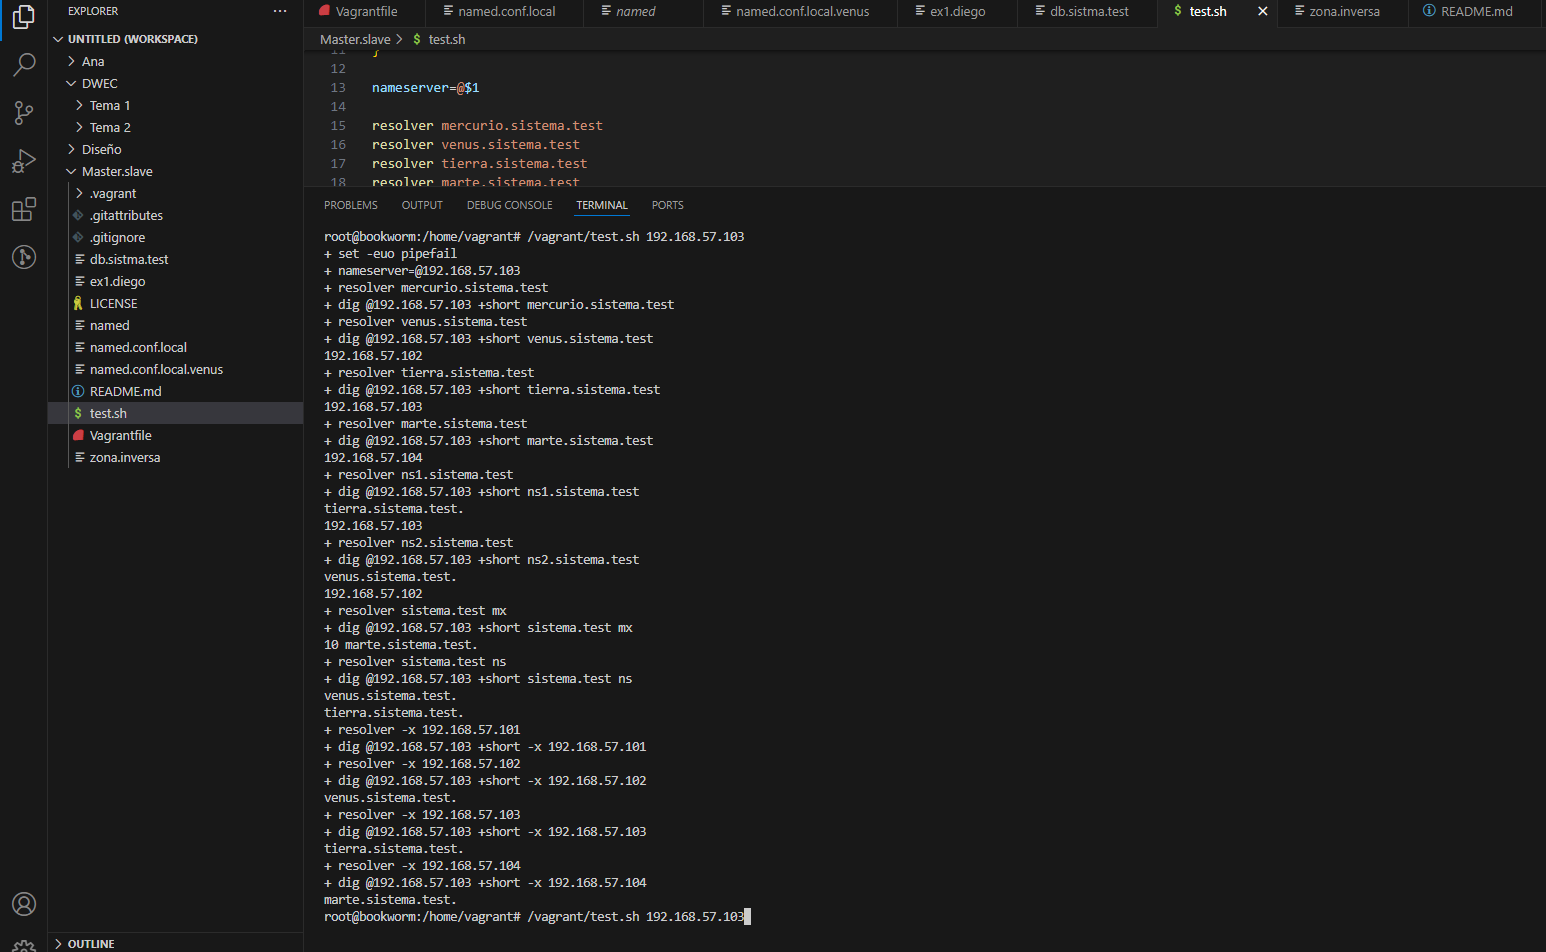 EXPLORER
···
UNTITLED (WORKSPACE)
Ana
DWEC
Tema 1
Tema 2
Diseño
Master.slave
.vagrant
.gitattributes
.gitignore
db.sistma.test
ex1.diego
LICENSE
named
named.conf.local
named.conf.local.venus
README.md
$ test.sh
Vagrantfile
zona.inversa
OUTLINE
Vagrantfile
named.conf.local
named
named.conf.local.venus
ex1.diego
db.sistma.test
$ test.sh
zona.inversa
README.md
Master.slave > $ test.sh
11 }
12
13 nameserver=@$1
14
15 resolver mercurio.sistema.test
16 resolver venus.sistema.test
17 resolver tierra.sistema.test
18 resolver marte.sistema.test
PROBLEMS OUTPUT DEBUG CONSOLE TERMINAL PORTS
root@bookworm:/home/vagrant# /vagrant/test.sh 192.168.57.103
+ set -euo pipefail
+ nameserver=@192.168.57.103
+ resolver mercurio.sistema.test
+ dig @192.168.57.103 +short mercurio.sistema.test
+ resolver venus.sistema.test
+ dig @192.168.57.103 +short venus.sistema.test
192.168.57.102
+ resolver tierra.sistema.test
+ dig @192.168.57.103 +short tierra.sistema.test
192.168.57.103
+ resolver marte.sistema.test
+ dig @192.168.57.103 +short marte.sistema.test
192.168.57.104
+ resolver ns1.sistema.test
+ dig @192.168.57.103 +short ns1.sistema.test
tierra.sistema.test.
192.168.57.103
+ resolver ns2.sistema.test
+ dig @192.168.57.103 +short ns2.sistema.test
venus.sistema.test.
192.168.57.102
+ resolver sistema.test mx
+ dig @192.168.57.103 +short sistema.test mx
10 marte.sistema.test.
+ resolver sistema.test ns
+ dig @192.168.57.103 +short sistema.test ns
venus.sistema.test.
tierra.sistema.test.
+ resolver -x 192.168.57.101
+ dig @192.168.57.103 +short -x 192.168.57.101
+ resolver -x 192.168.57.102
+ dig @192.168.57.103 +short -x 192.168.57.102
venus.sistema.test.
+ resolver -x 192.168.57.103
+ dig @192.168.57.103 +short -x 192.168.57.103
tierra.sistema.test.
+ resolver -x 192.168.57.104
+ dig @192.168.57.103 +short -x 192.168.57.104
marte.sistema.test.
root@bookworm:/home/vagrant# /vagrant/test.sh 192.168.57.103